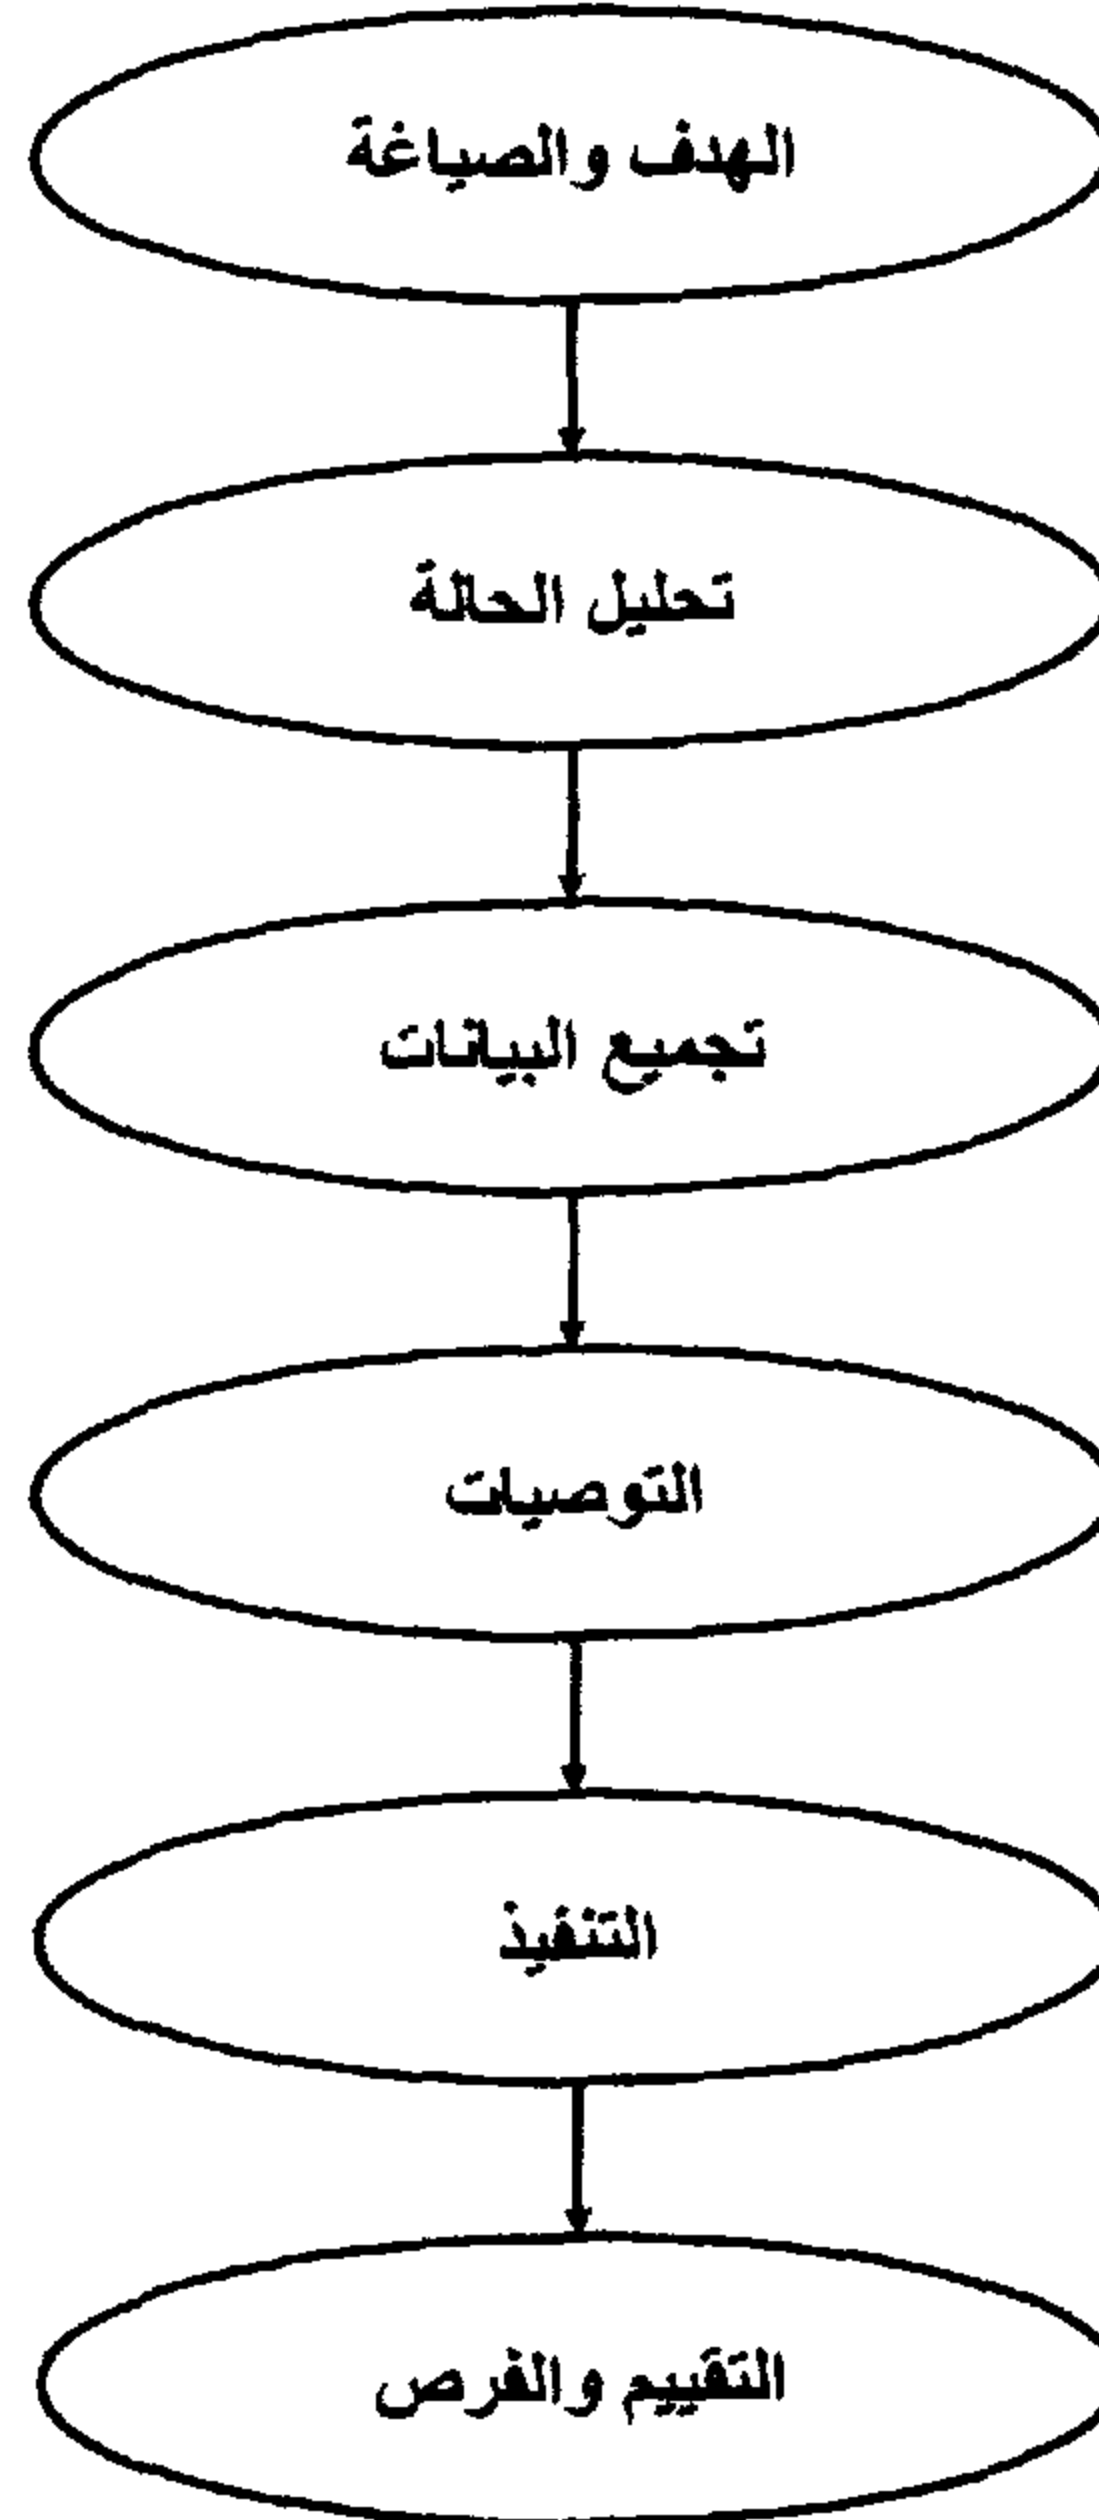 الهدف والصياغة
تحليل الحالة
تجميع البيانات
التوصيات
التنفيذ
التقييم والفرص